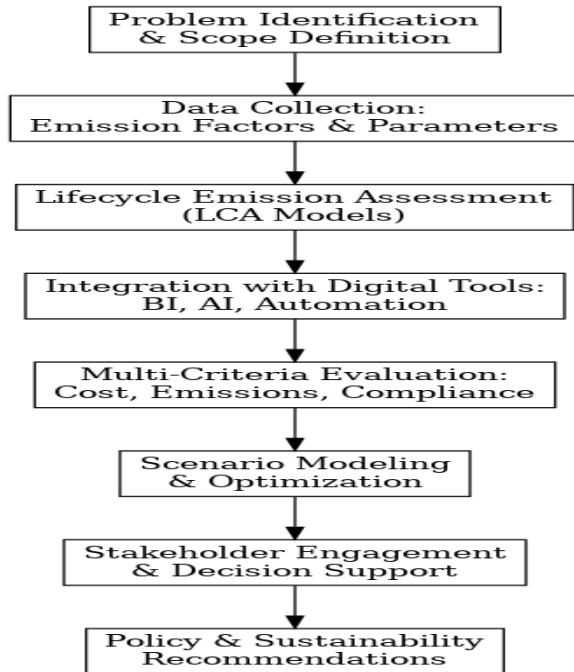 Problem Identification
& Scope Definition
Data Collection:
Emission Factors & Parameters
Lifecycle Emission Assessment
(LCA Models)
Integration with Digital Tools:
BI, AI, Automation
Multi-Criteria Evaluation:
Cost, Emissions, Compliance
Scenario Modeling
& Optimization
Stakeholder Engagement
& Decision Support
Policy & Sustainability
Recommendations